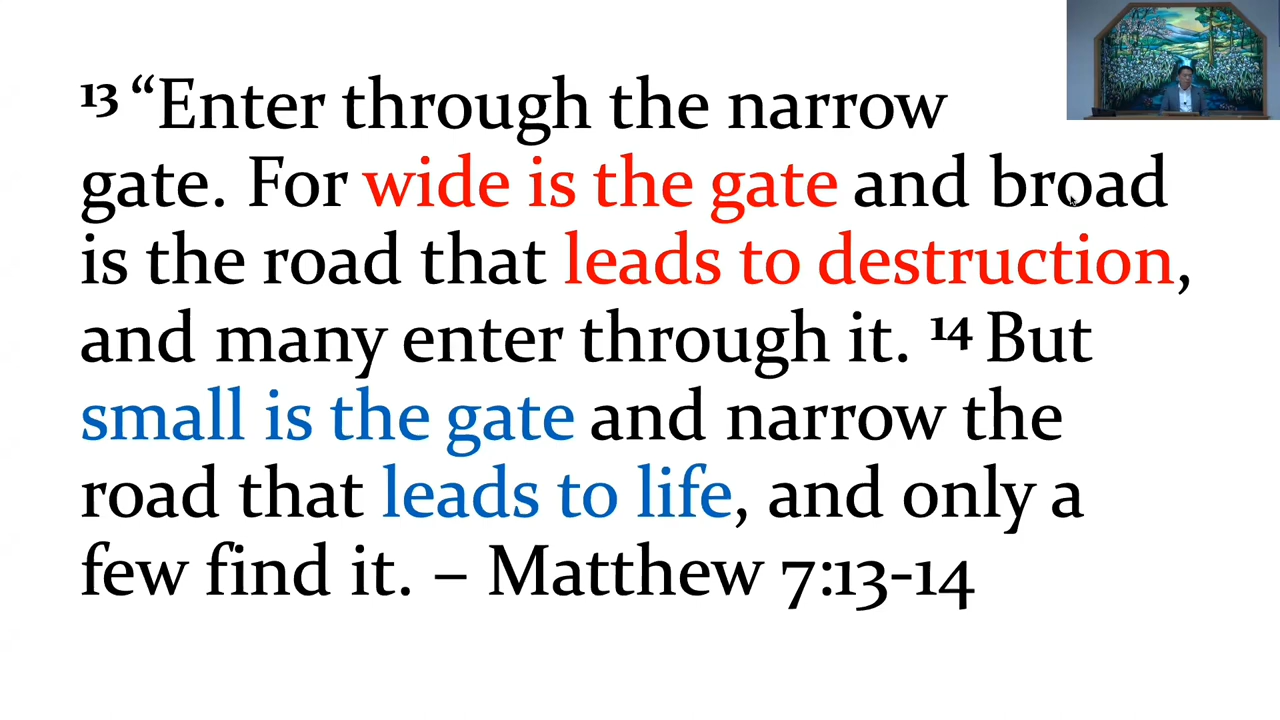 13 “Enter through the narrow
gate. For wide is the gate and broad
is the road that leads to destruction,
and many enter through it. 14 But
small is the gate and narrow the
road that leads to life, and only a
few find it. – Matthew 7:13-14